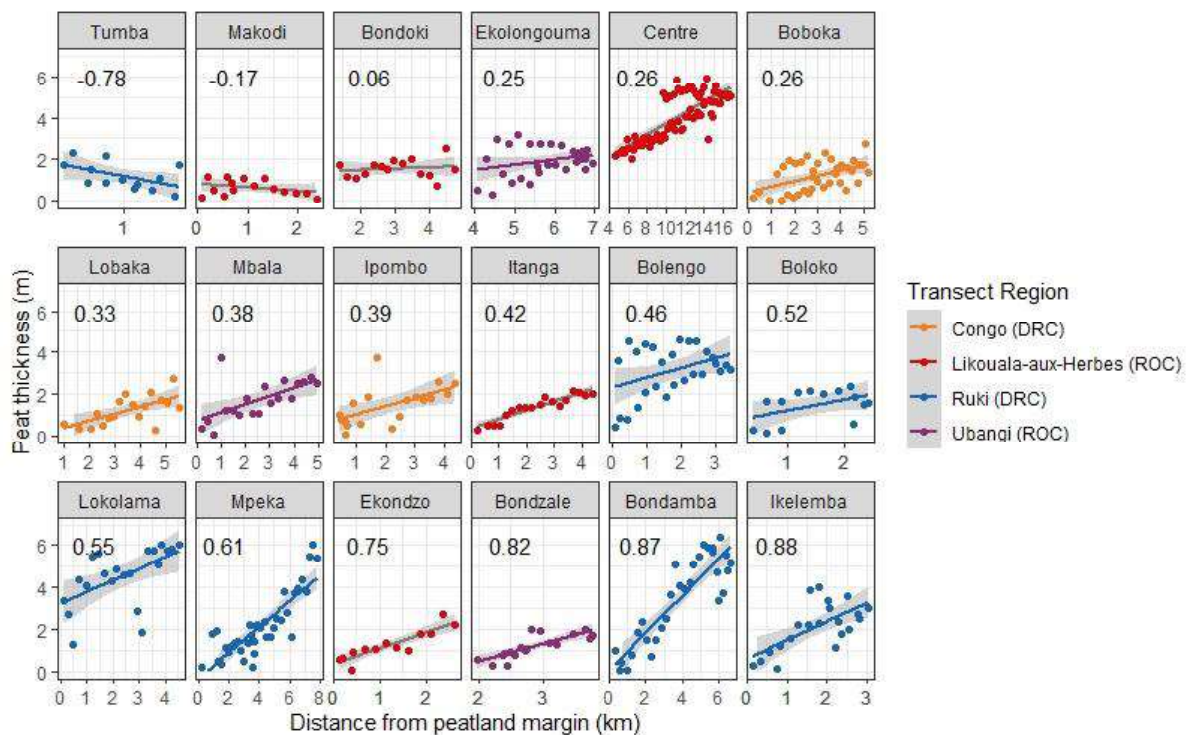 Tumba Makodi Bondoki Ekolongouma Centre Boboka
-0.78 -0.17 0.06 0.25 0.26 0.26
6
4
2
0
1 0 1 2 2 3 4 4 5 6 7 4 6 8 10 12 14 16 0 1 2 3 4 5
Lobaka Mbala Ipombo Itanga Bolengo Boloko
0.33 0.38 0.39 0.42 0.46 0.52
6
4
2
0
1 2 3 4 5 0 1 2 3 4 5 1 2 3 4 0 1 2 3 4 0 1 2 3 1 2
Lokolama Mpeka Ekondzo Bondzale Bondamba Ikelemba
0.55 0.61 0.75 0.82 0.87 0.88
6
4
2
0
0 1 2 3 4 0 2 4 6 8 0 1 2 2 3 0 2 4 6 0 1 2 3
Peat thickness (m)
Distance from peatland margin (km)
Transect Region
Congo (DRC)
Likouala-aux-Herbes (ROC)
Ruki (DRC)
Ubangi (ROC)